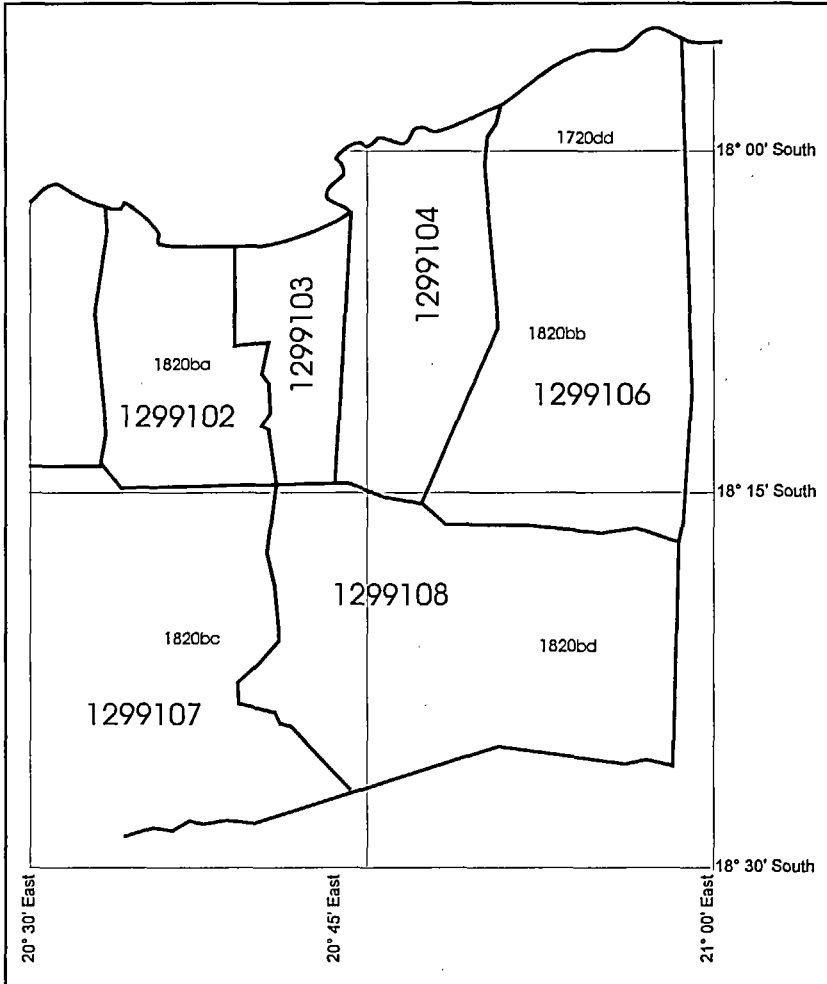 1720dd
18° 00' South
1299104
1299103
1820bb
1820ba
1299106
1299102
18° 15' South
1299108
1820bc
1820bd
1299107
18° 30' South
20° 30' East
20° 45' East
21° 00' East